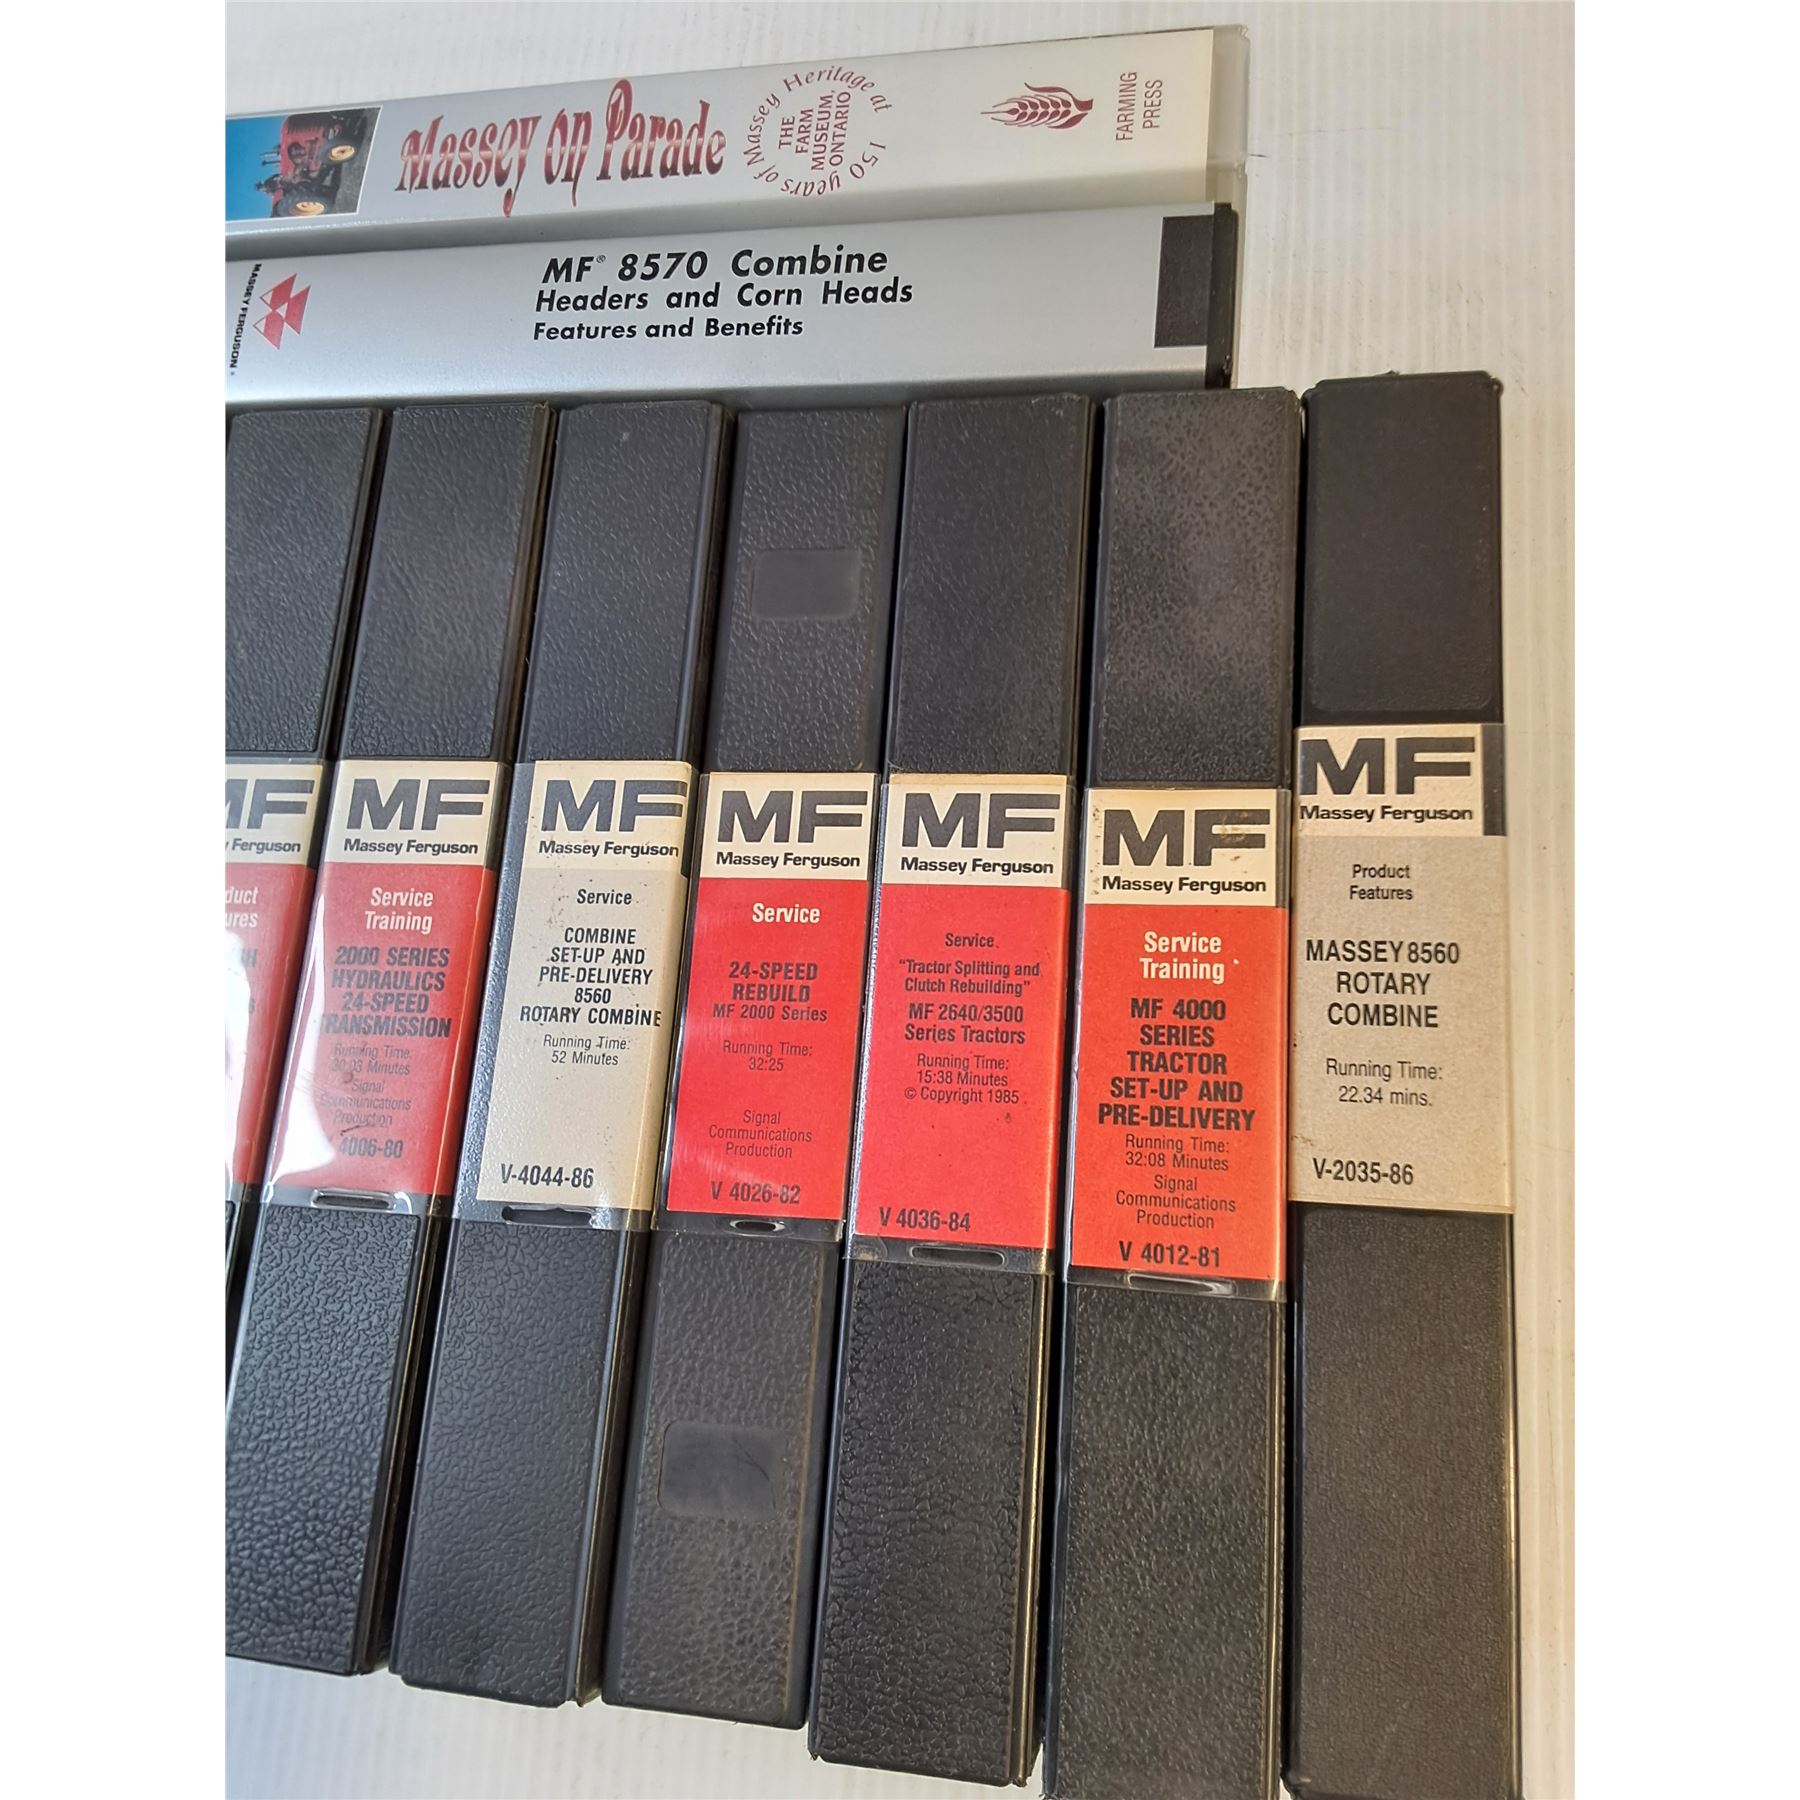 Massey on Parade
150 years of Massey Heritage at
THE
FARM
MUSEUM,
ONTARIO
FARMING
PRESS
MASSEY FERGUSON®
MF® 8570 Combine
Headers and Corn Heads
Features and Benefits
MF
Ferguson
MF
Massey Ferguson
Service
Training
2000 SERIES
HYDRAULICS
24-SPEED
TRANSMISSION
Running Time:
30:03 Minutes
Signal
Communications
Production
V 4006-80
MF
Massey Ferguson
Service
COMBINE
SET-UP AND
PRE-DELIVERY
8560
ROTARY COMBINE
Running Time:
52 Minutes
V-4044-86
MF
Massey Ferguson
Service
24-SPEED
REBUILD
MF 2000 Series
Running Time:
32:25
Signal
Communications
Production
V 4026-82
MF
Massey Ferguson
Service
"Tractor Splitting and
Clutch Rebuilding"
MF 2640/3500
Series Tractors
Running Time:
15:38 Minutes
© Copyright 1985
V 4036-84
MF
Massey Ferguson
Service
Training
MF 4000
SERIES
TRACTOR
SET-UP AND
PRE-DELIVERY
Running Time:
32:08 Minutes
Signal
Communications
Production
V 4012-81
MF
Massey Ferguson
Product
Features
MASSEY 8560
ROTARY
COMBINE
Running Time:
22.34 mins.
V-2035-86